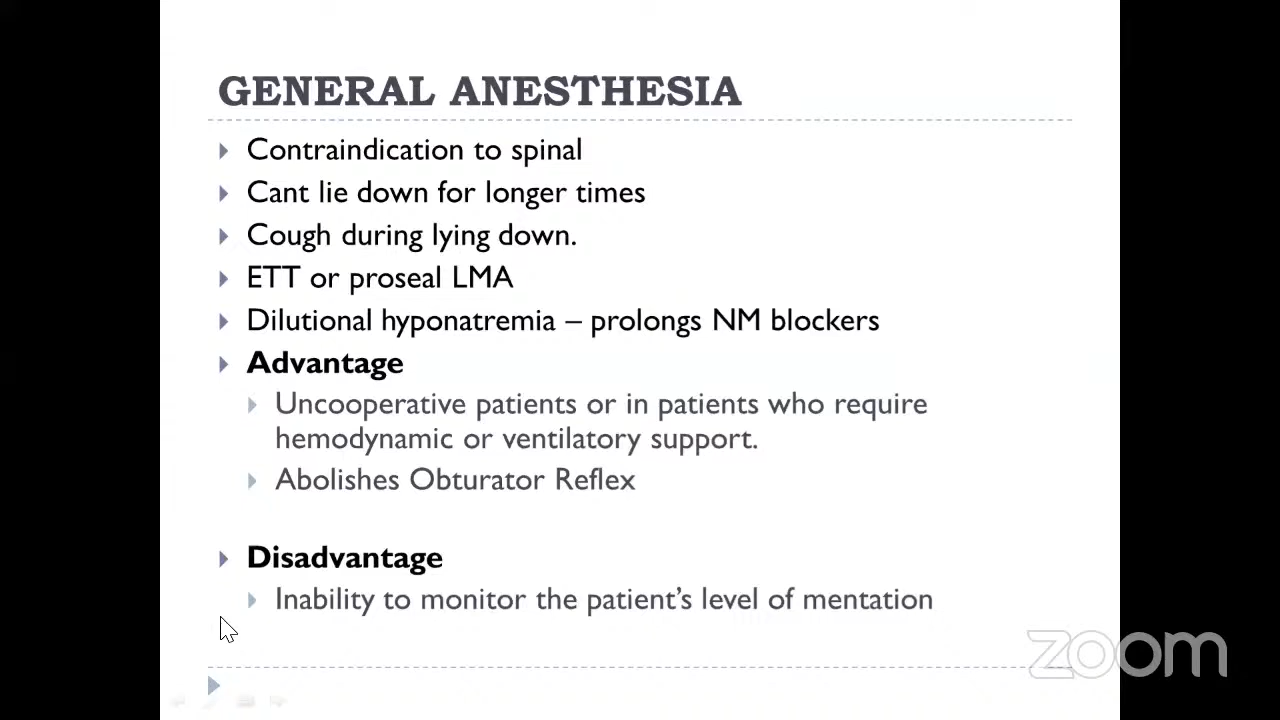 GENERAL ANESTHESIA
Contraindication to spinal
Cant lie down for longer times
Cough during lying down.
ETT or proseal LMA
Dilutional hyponatremia – prolongs NM blockers
Advantage
Uncooperative patients or in patients who require
hemodynamic or ventilatory support.
Abolishes Obturator Reflex
Disadvantage
Inability to monitor the patient's level of mentation
zoom